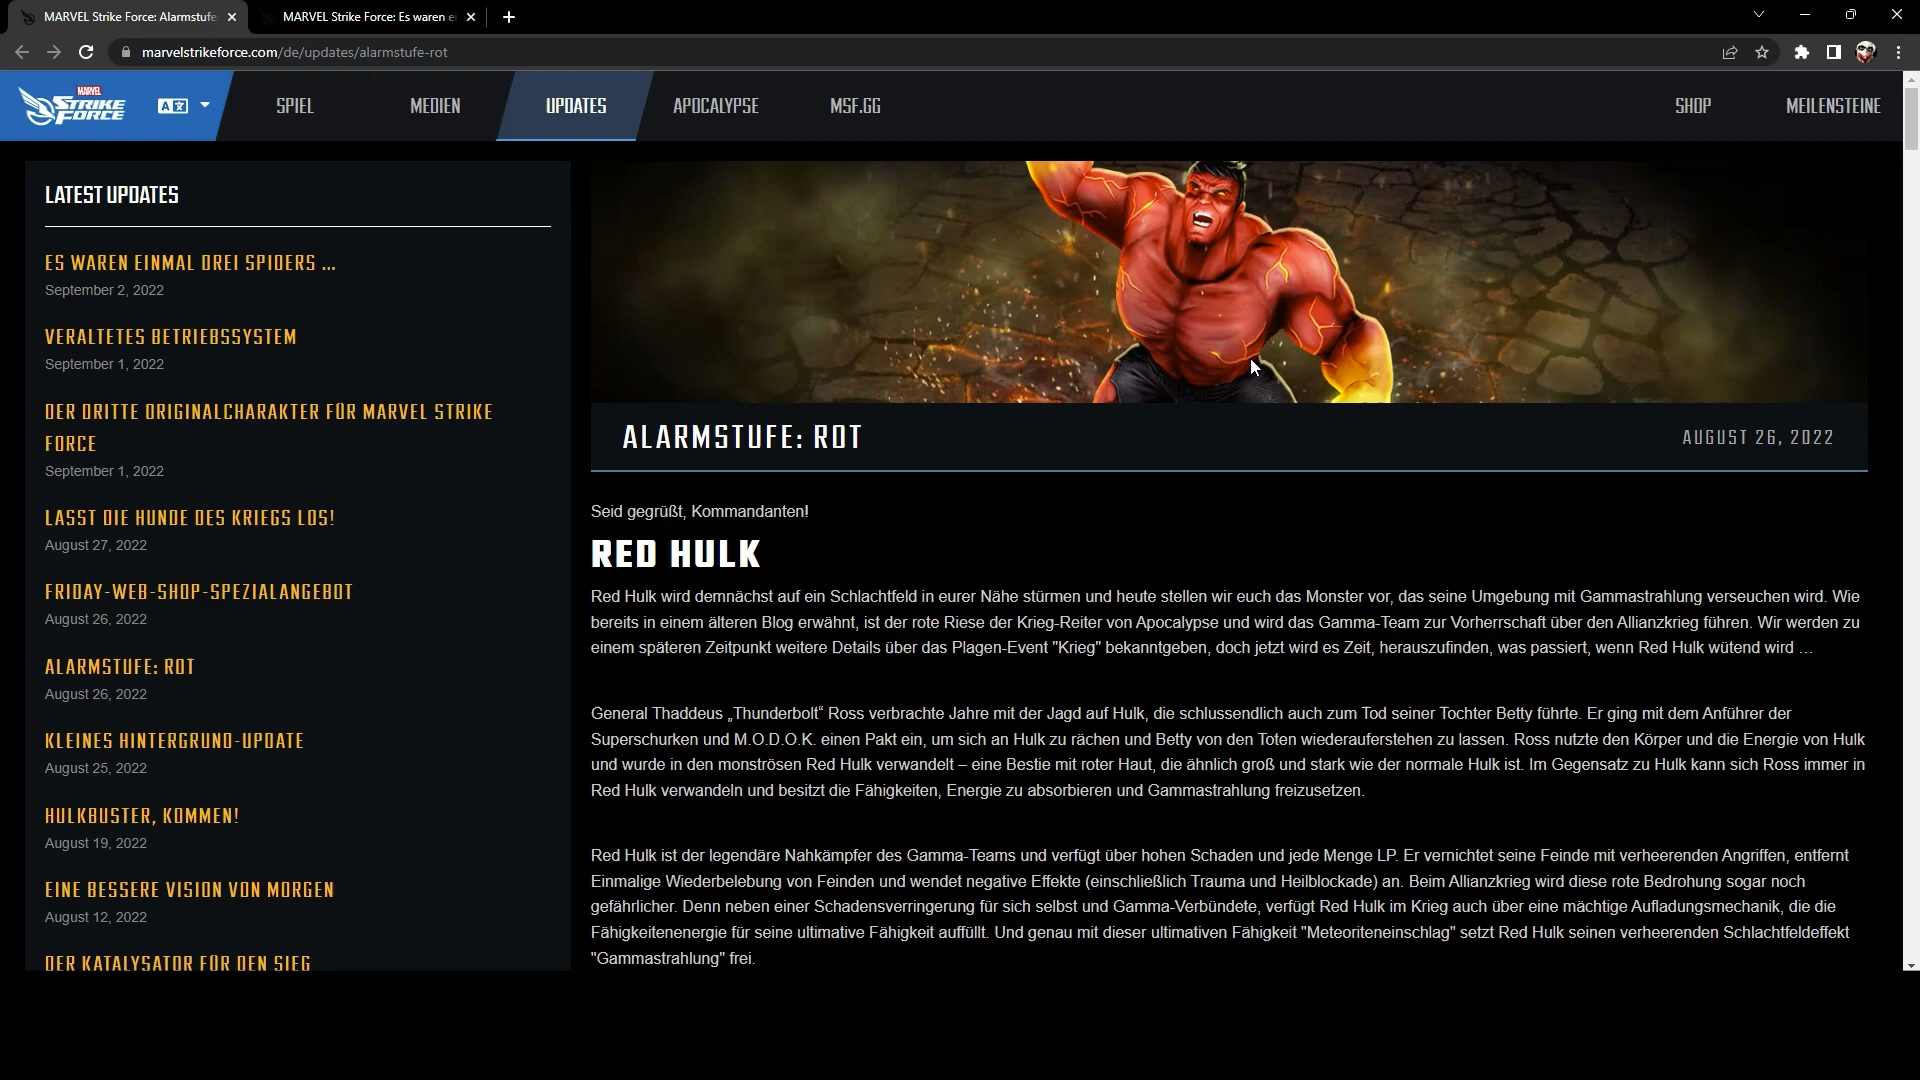 MARVEL Strike Force: Alarmstufe
MARVEL Strike Force: Es waren ei
marvelstrikeforce.com/de/updates/alarmstufe-rot
MARVEL
STRIKE
FORCE
SPIEL
MEDIEN
UPDATES
APOCALYPSE
MSF.GG
SHOP
MEILENSTEINE
LATEST UPDATES
ES WAREN EINMAL DREI SPIDERS ...
September 2, 2022
VERALTETES BETRIEBSSYSTEM
September 1, 2022
DER DRITTE ORIGINALCHARAKTER FÜR MARVEL STRIKE
FORCE
September 1, 2022
LASST DIE HUNDE DES KRIEGS LOS!
August 27, 2022
FRIDAY-WEB-SHOP-SPEZIALANGEBOT
August 26, 2022
ALARMSTUFE: ROT
August 26, 2022
KLEINES HINTERGRUND-UPDATE
August 25, 2022
HULKBUSTER, KOMMEN!
August 19, 2022
EINE BESSERE VISION VON MORGEN
August 12, 2022
DER KATALYSATOR FÜR DEN SIEG
ALARMSTUFE: ROT
AUGUST 26, 2022
Seid gegrüßt, Kommandanten!
RED HULK
Red Hulk wird demnächst auf ein Schlachtfeld in eurer Nähe stürmen und heute stellen wir euch das Monster vor, das seine Umgebung mit Gammastrahlung verseuchen wird. Wie
bereits in einem älteren Blog erwähnt, ist der rote Riese der Krieg-Reiter von Apocalypse und wird das Gamma-Team zur Vorherrschaft über den Allianzkrieg führen. Wir werden zu
einem späteren Zeitpunkt weitere Details über das Plagen-Event "Krieg" bekanntgeben, doch jetzt wird es Zeit, herauszufinden, was passiert, wenn Red Hulk wütend wird …
General Thaddeus „Thunderbolt“ Ross verbrachte Jahre mit der Jagd auf Hulk, die schlussendlich auch zum Tod seiner Tochter Betty führte. Er ging mit dem Anführer der
Superschurken und M.O.D.O.K. einen Pakt ein, um sich an Hulk zu rächen und Betty von den Toten wiederauferstehen zu lassen. Ross nutzte den Körper und die Energie von Hulk
und wurde in den monströsen Red Hulk verwandelt – eine Bestie mit roter Haut, die ähnlich groß und stark wie der normale Hulk ist. Im Gegensatz zu Hulk kann sich Ross immer in
Red Hulk verwandeln und besitzt die Fähigkeiten, Energie zu absorbieren und Gammastrahlung freizusetzen.
Red Hulk ist der legendäre Nahkämpfer des Gamma-Teams und verfügt über hohen Schaden und jede Menge LP. Er vernichtet seine Feinde mit verheerenden Angriffen, entfernt
Einmalige Wiederbelebung von Feinden und wendet negative Effekte (einschließlich Trauma und Heilblockade) an. Beim Allianzkrieg wird diese rote Bedrohung sogar noch
gefährlicher. Denn neben einer Schadensverringerung für sich selbst und Gamma-Verbündete, verfügt Red Hulk im Krieg auch über eine mächtige Aufladungsmechanik, die die
Fähigkeitenenergie für seine ultimative Fähigkeit auffüllt. Und genau mit dieser ultimativen Fähigkeit "Meteoriteneinschlag" setzt Red Hulk seinen verheerenden Schlachtfeldeffekt
"Gammastrahlung" frei.